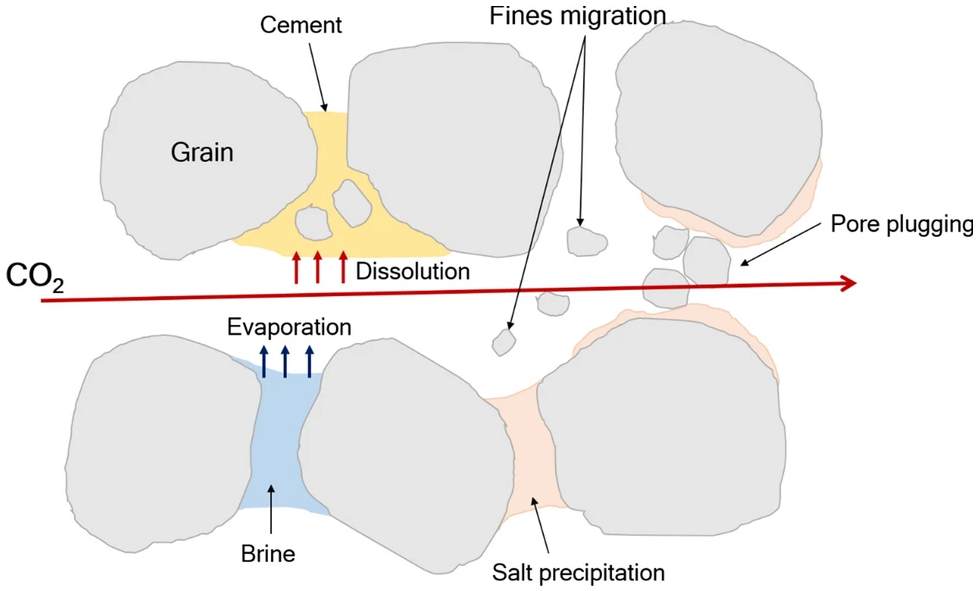 Fines migration
Cement
Grain
Pore plugging
CO₂
Dissolution
Evaporation
Brine
Salt precipitation